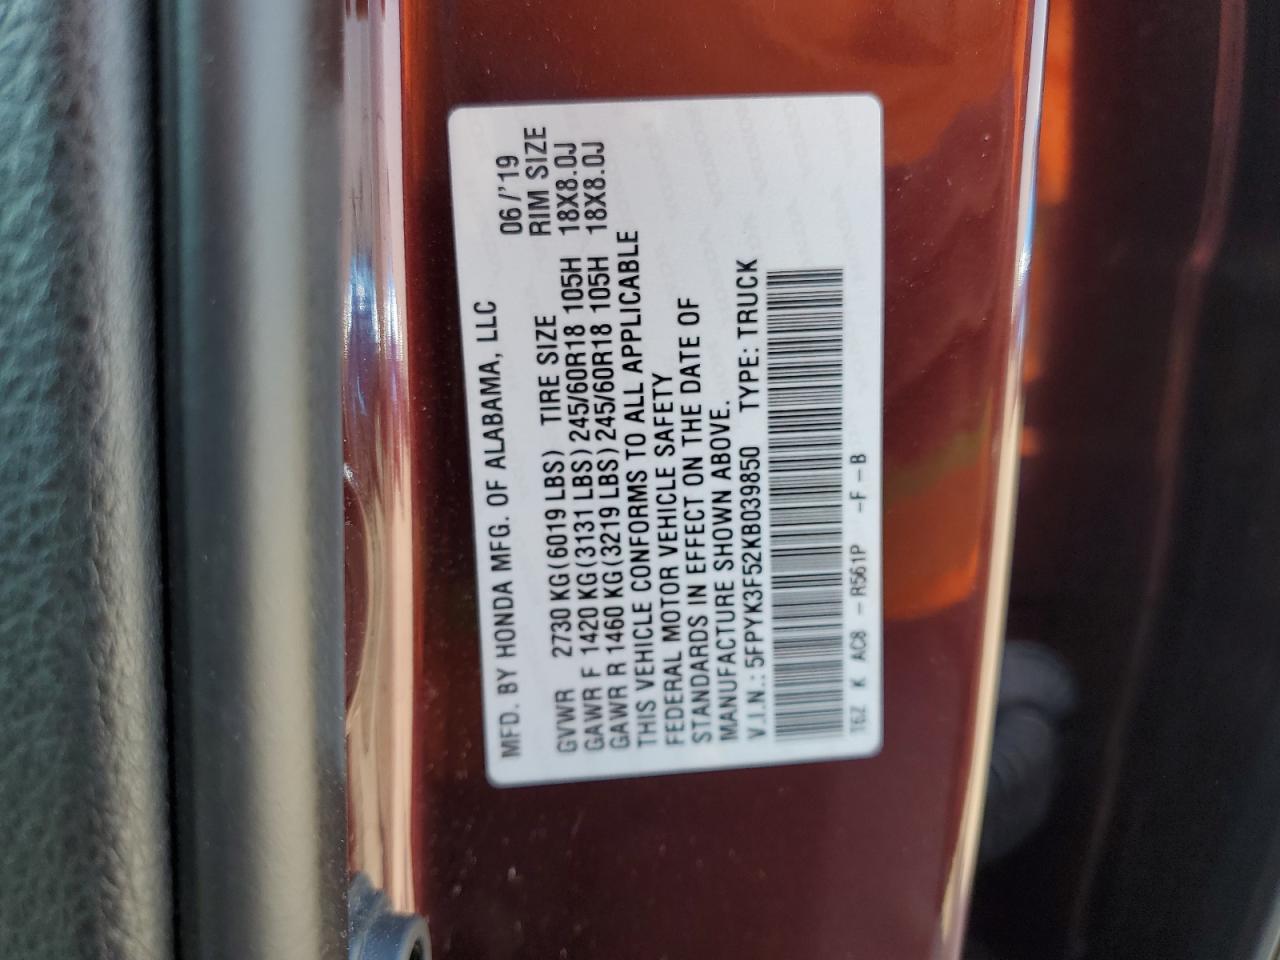 MFD. BY HONDA MFG. OF ALABAMA, LLC 06/'19
GVWR 2730 KG(6019 LBS) TIRE SIZE RIM SIZE
GAWR F 1420 KG(3131 LBS) 245/60R18 105H 18X8.0J
GAWR R 1460 KG(3219 LBS) 245/60R18 105H 18X8.0J
THIS VEHICLE CONFORMS TO ALL APPLICABLE
FEDERAL MOTOR VEHICLE SAFETY
STANDARDS IN EFFECT ON THE DATE OF
MANUFACTURE SHOWN ABOVE.
V.I.N.: 5FPYK3F52KB039850 TYPE: TRUCK
T6Z K AC8 -R561P -F-B